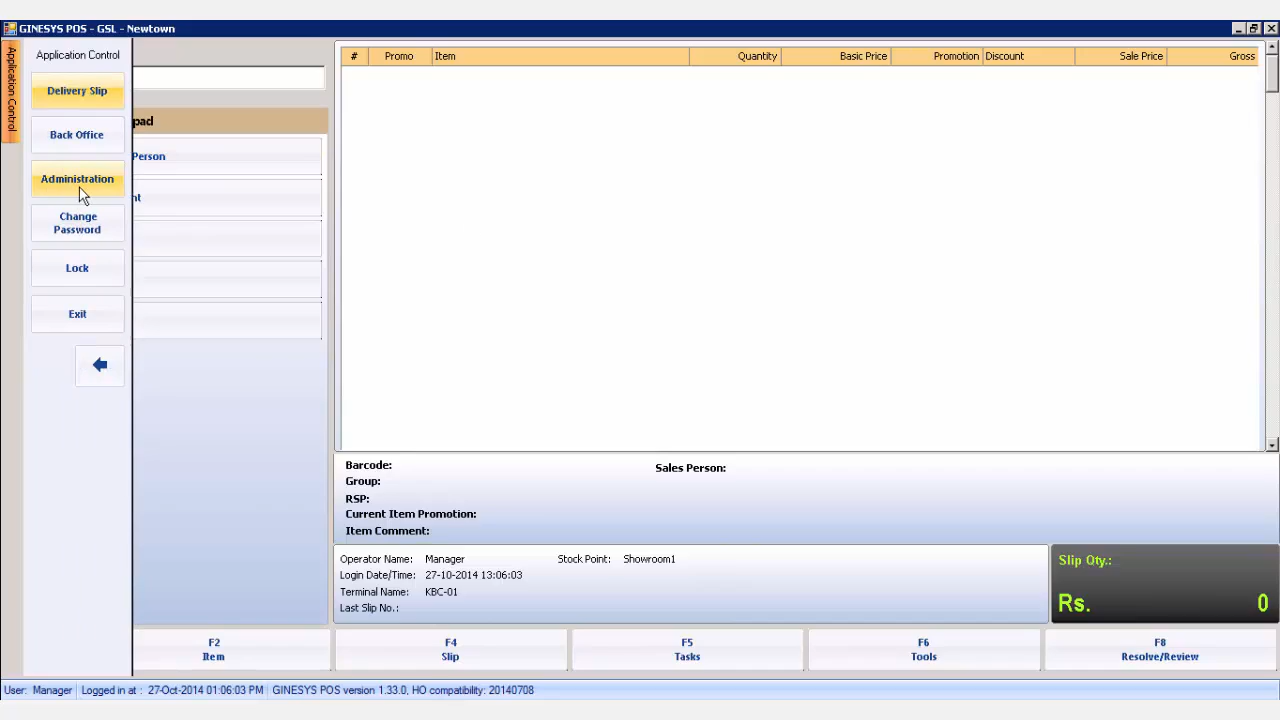 GINESYS POS - GSL - Newtown
Application Control
Application Control
Delivery Slip
Back Office
Administration
Change
Password
Lock
Exit
pad
Person
nt
# Promo Item Quantity Basic Price Promotion Discount Sale Price Gross
Barcode:
Sales Person:
Group:
RSP:
Current Item Promotion:
Item Comment:
Operator Name: Manager Stock Point: Showroom1
Login Date/Time: 27-10-2014 13:06:03
Terminal Name: KBC-01
Last Slip No.:
Slip Qty.:
Rs. 0
F2
Item
F4
Slip
F5
Tasks
F6
Tools
F8
Resolve/Review
User: Manager Logged in at : 27-Oct-2014 01:06:03 PM GINESYS POS version 1.33.0, HO compatibility: 20140708